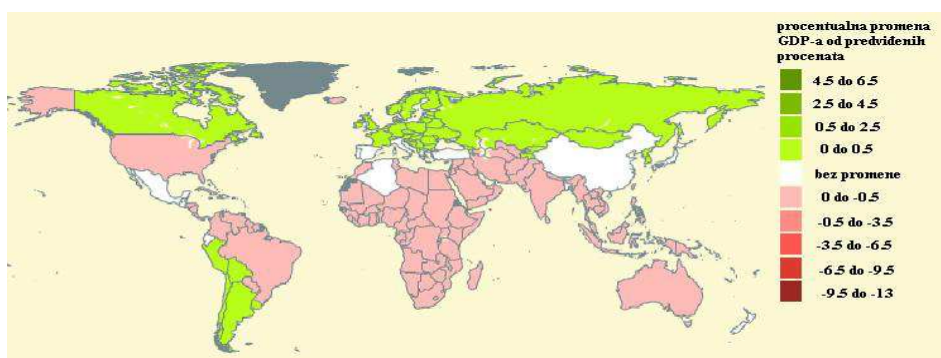 procentualna promena
GDP-a od predviđenih
procenata
4.5 do 6.5
2.5 do 4.5
0.5 do 2.5
0 do 0.5
bez promene
0 do -0.5
-0.5 do -3.5
-3.5 do -6.5
-6.5 do -9.5
-9.5 do -13